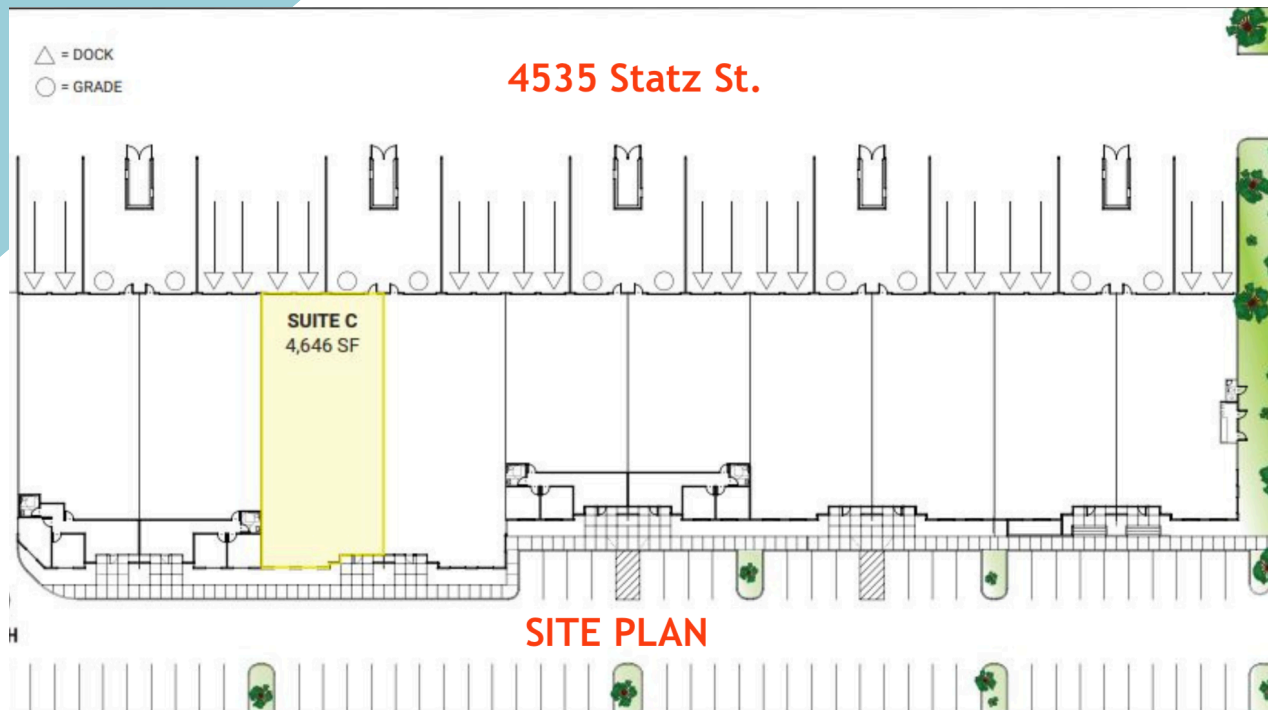 = DOCK
= GRADE
4535 Statz St.
SUITE C
4,646 SF
H
SITE PLAN